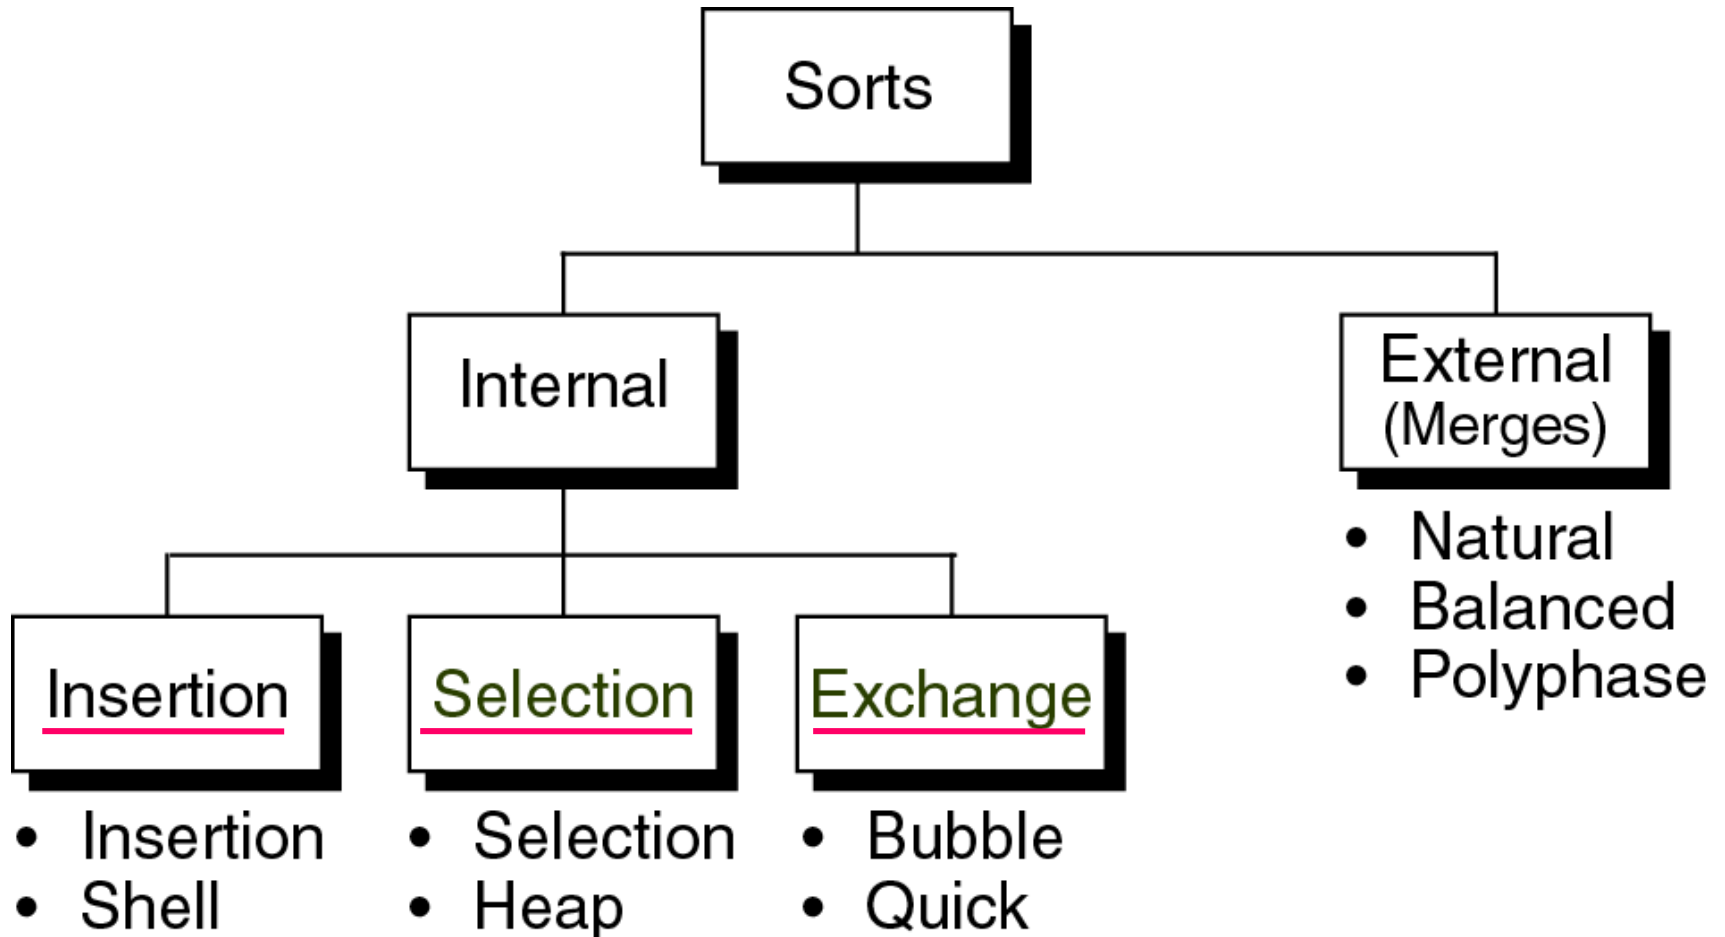 Sorts
Internal
External
(Merges)
• Natural
• Balanced
• Polyphase
Insertion
Selection
Exchange
• Insertion
• Shell
• Selection
• Heap
• Bubble
• Quick